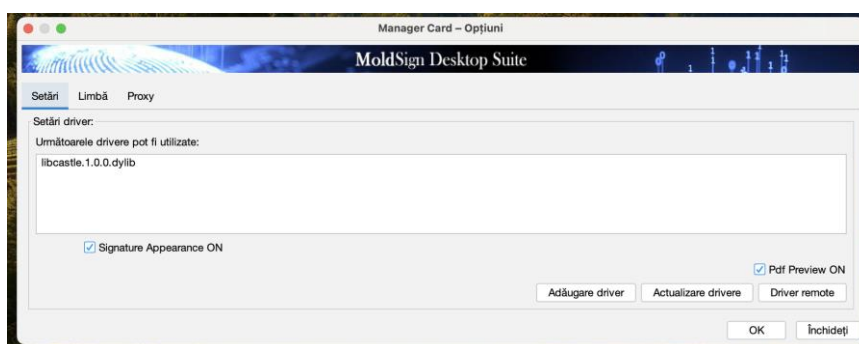 Manager Card – Opțiuni
MoldSign Desktop Suite
Setări Limbă Proxy
Setări driver:
Următoarele drivere pot fi utilizate:
libcastle.1.0.0.dylib
Signature Appearance ON
Pdf Preview ON
Adăugare driver Actualizare drivere Driver remote
OK Închideți